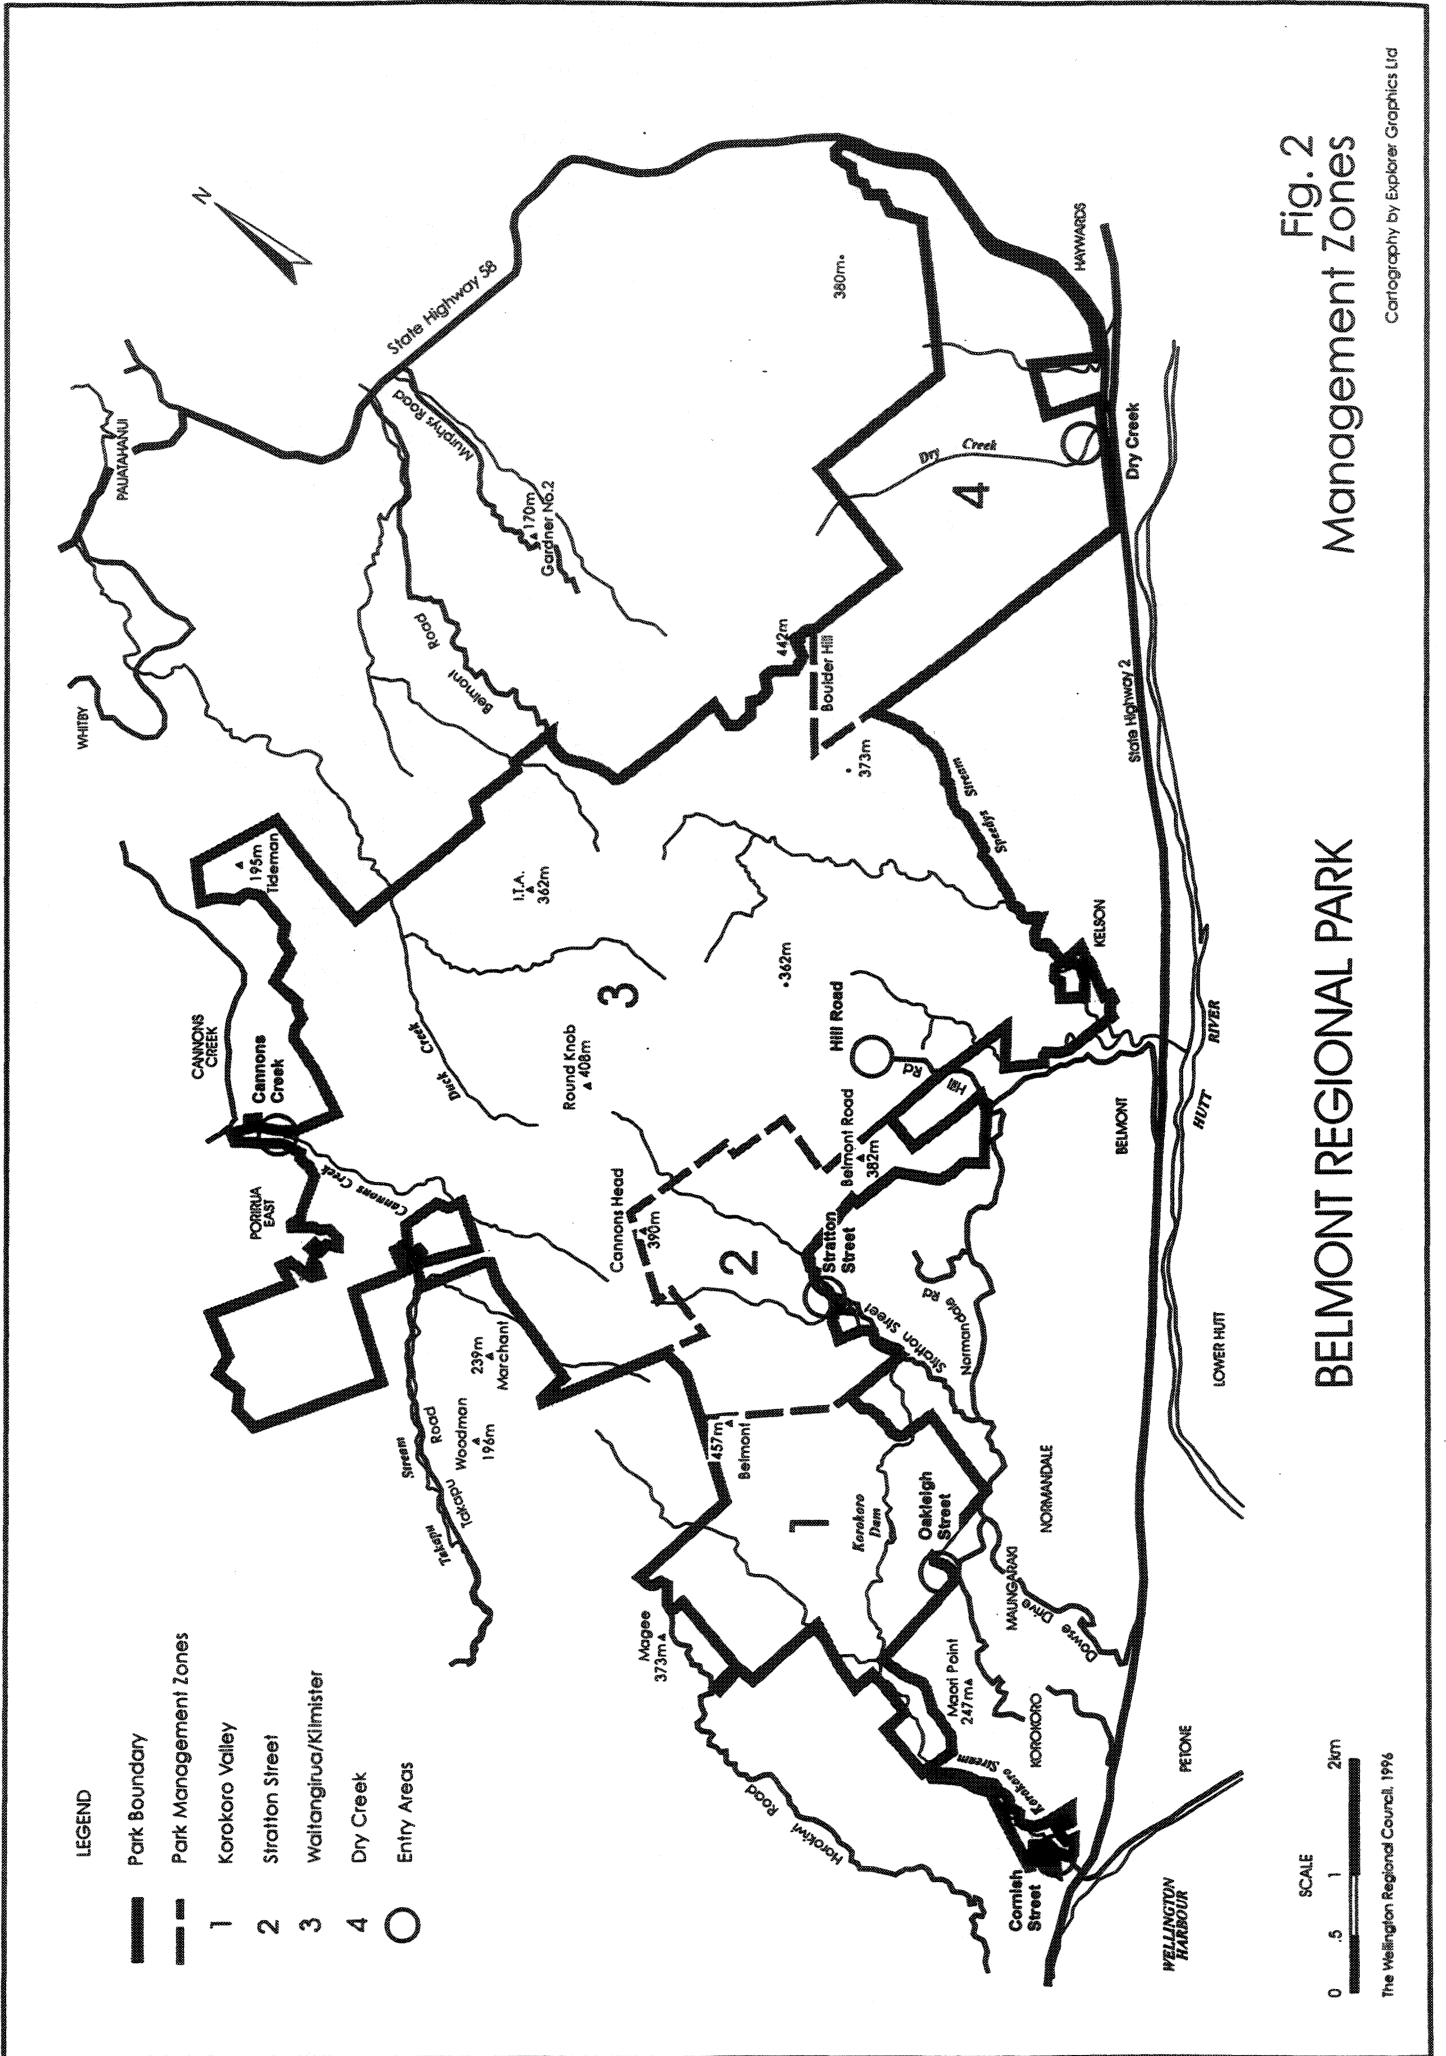 LEGEND
Park Boundary
Park Management Zones
1 Korokoro Valley
2 Stratton Street
3 Waitangirua/Kilmister
4 Dry Creek
Entry Areas
N
WHITBY
PAUATAHANUI
State Highway 58
Murphys Road
170m
Gardner No.2
Belmont
Road
CANNONS
CREEK
Cannons
Creek
195m
Tideman
PORIRUA
EAST
Cannons Creek
Duck
Creek
I.T.A.
362m
Round Knob
408m
3
362m
442m
Boulder Hill
373m
380m
Dry
Creek
4
HAYWARDS
Dry Creek
State Highway 2
Speedys
Stream
KELSON
Hill Road
Hill
Rd
Belmont Road
382m
BELMONT
HUTT
RIVER
Cannons Head
390m
2
Stratton
Street
Stratton Street
Normandale Rd
239m
Marchant
Stream
Road
Woodman
196m
Takapu
Takapu
457m
Belmont
1
Korokoro
Dam
Oakleigh
Street
NORMANDALE
LOWER HUTT
MAUNGARAKI
Dowse
Drive
Magee
373m
Maori Point
247m
KOROKORO
Korokoro
Stream
Horokiwi
Road
PETONE
Cornish
Street
WELLINGTON
HARBOUR
SCALE
0 .5 1 2km
The Wellington Regional Council, 1996
BELMONT REGIONAL PARK
Fig. 2
Management Zones
Cartography by Explorer Graphics Ltd